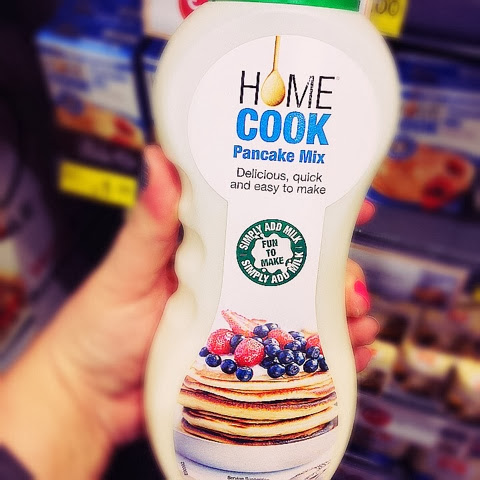 HOME
COOK
Pancake Mix
Delicious, quick
and easy to make
SIMPLY ADD MILK
FUN
TO
MAKE
SIMPLY ADD MILK